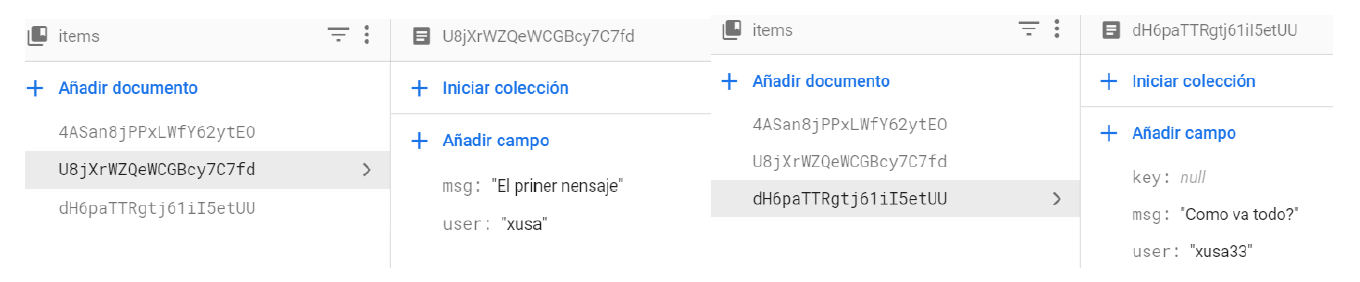 items
U8jXrWZQeWCGBcy7C7fd
Añadir documento
Iniciar colección
4ASan8jPPxLWfY62ytEO
U8jXrWZQeWCGBcy7C7fd
dH6paTTRgtj61iI5etUU
Añadir campo
msg: "El priner nensaje"
user: "xusa"
items
dH6paTTRgtj61iI5etUU
Añadir documento
Iniciar colección
4ASan8jPPxLWfY62ytEO
U8jXrWZQeWCGBcy7C7fd
dH6paTTRgtj61iI5etUU
Añadir campo
key: null
msg: "Como va todo?"
user: "xusa33"